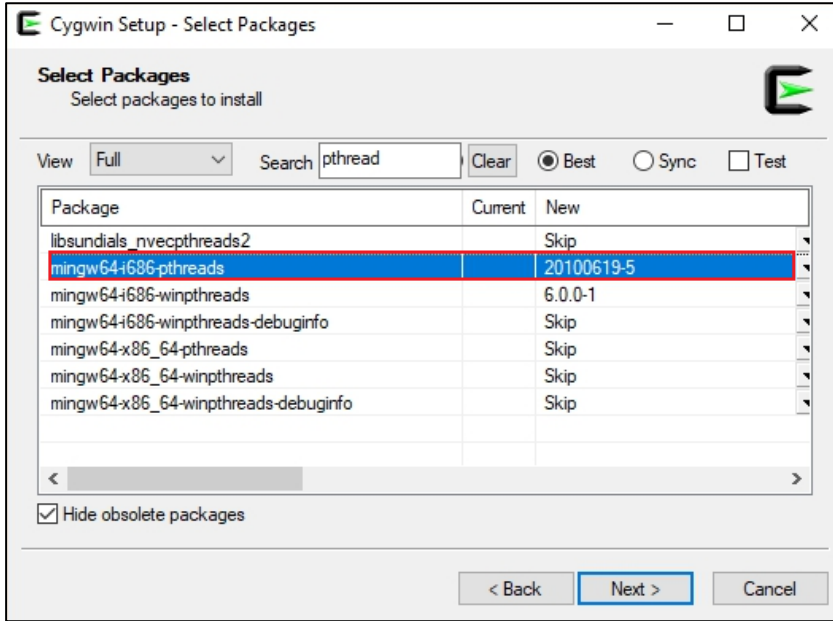 Cygwin Setup - Select Packages
Select Packages
Select packages to install
View Full Search pthread Clear Best Sync Test
Package Current New
libsundials_nvecpthreads2 Skip
mingw64-i686-pthreads 20100619-5
mingw64-i686-winpthreads 6.0.0-1
mingw64-i686-winpthreads-debuginfo Skip
mingw64-x86_64-pthreads Skip
mingw64-x86_64-winpthreads Skip
mingw64-x86_64-winpthreads-debuginfo Skip
Hide obsolete packages
< Back Next > Cancel